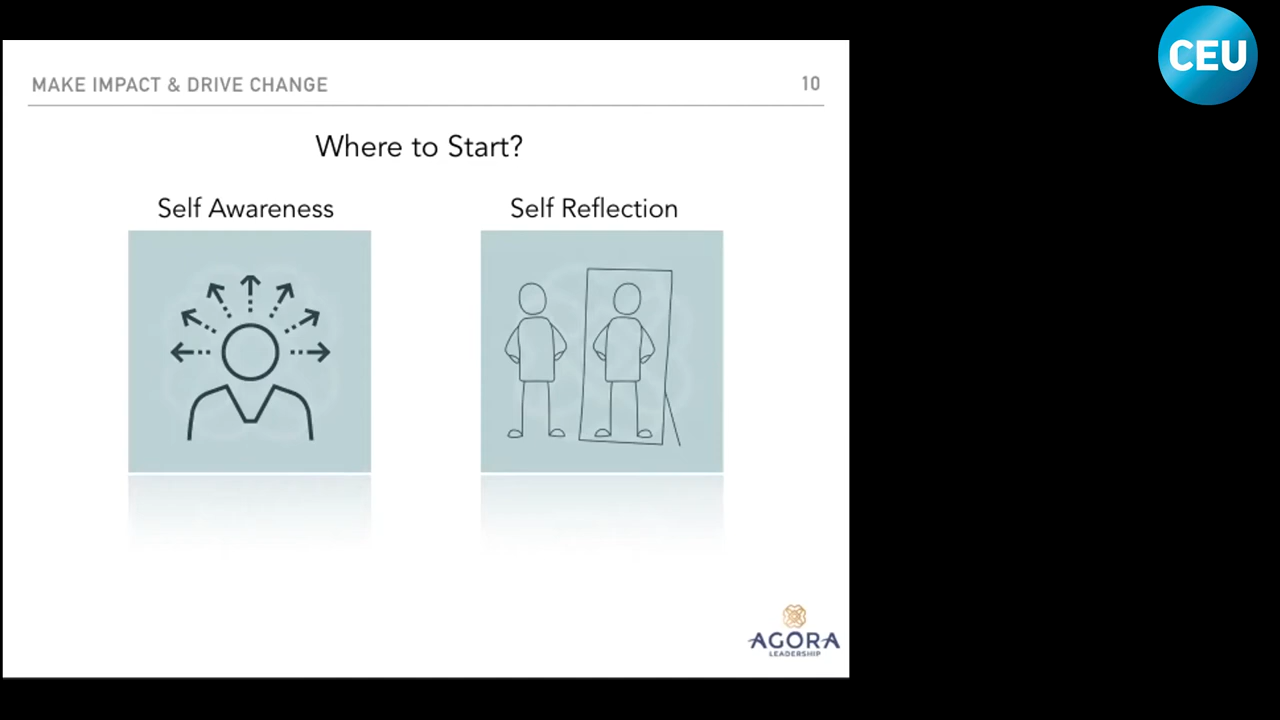 CEU
MAKE IMPACT & DRIVE CHANGE
10
Where to Start?
Self Awareness
Self Reflection
AGORA
LEADERSHIP